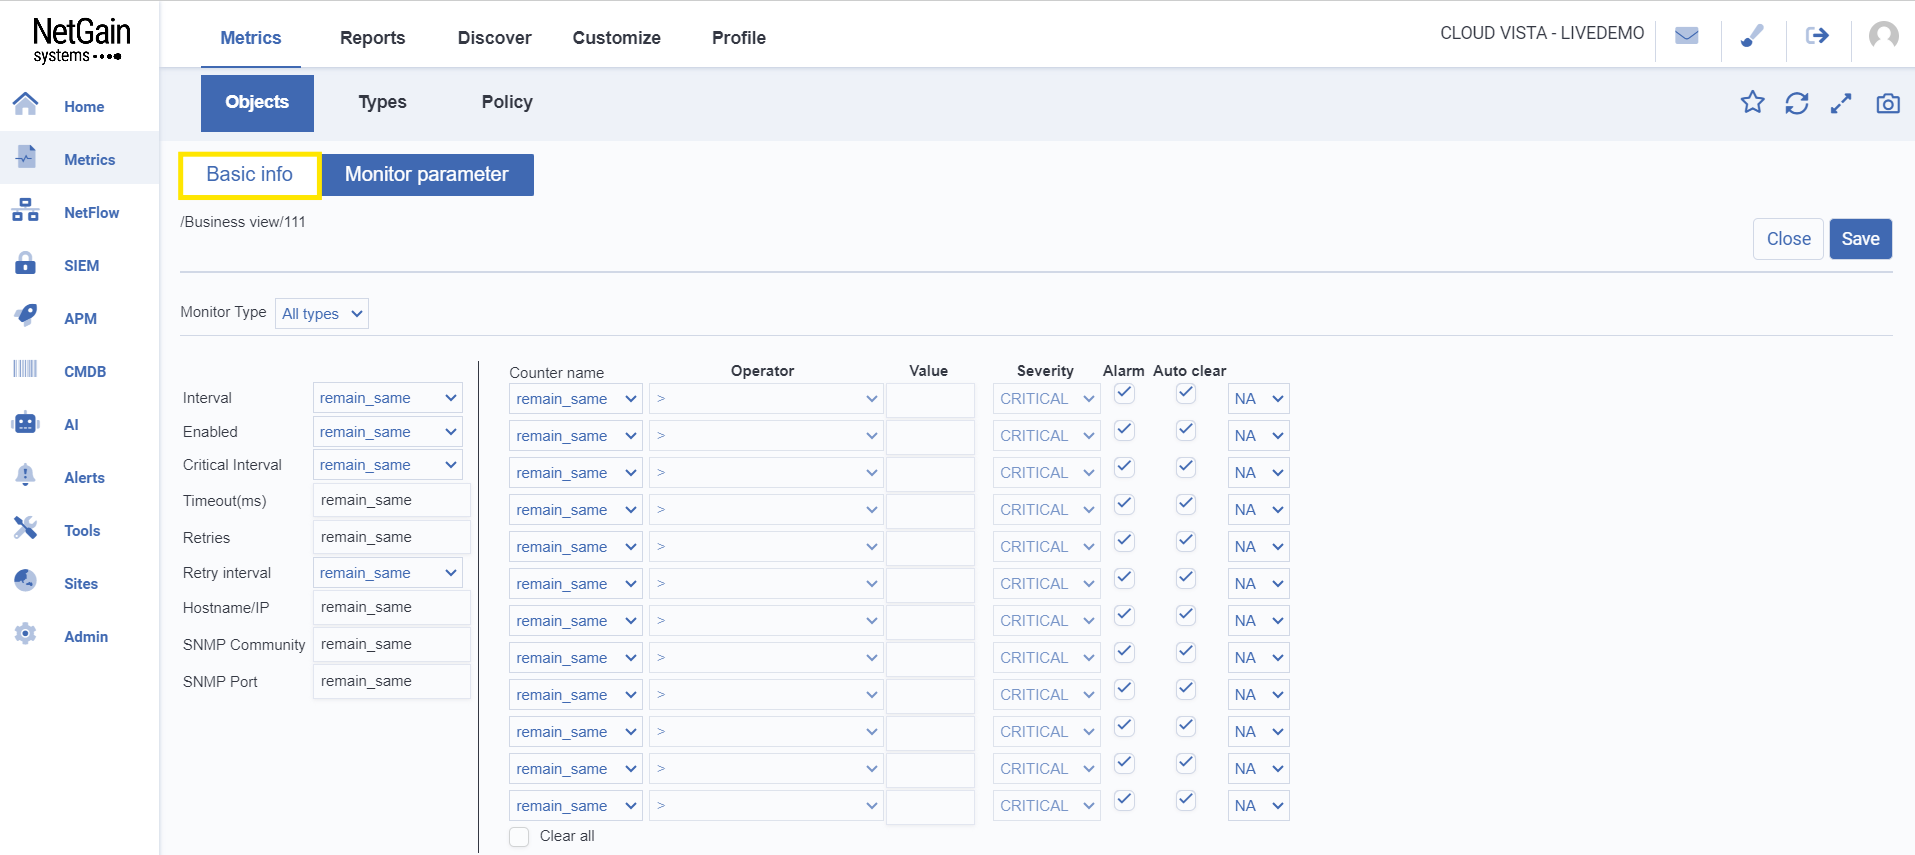 NetGain
systems
Metrics Reports Discover Customize Profile
CLOUD VISTA - LIVEDEMO
Home
Metrics
NetFlow
SIEM
APM
CMDB
AI
Alerts
Tools
Sites
Admin
Objects Types Policy
Basic info Monitor parameter
/Business view/111
Close Save
Monitor Type All types
Interval remain_same
Enabled remain_same
Critical Interval remain_same
Timeout(ms) remain_same
Retries remain_same
Retry interval remain_same
Hostname/IP remain_same
SNMP Community remain_same
SNMP Port remain_same
Counter name Operator Value Severity Alarm Auto clear
remain_same > CRITICAL NA
remain_same > CRITICAL NA
remain_same > CRITICAL NA
remain_same > CRITICAL NA
remain_same > CRITICAL NA
remain_same > CRITICAL NA
remain_same > CRITICAL NA
remain_same > CRITICAL NA
remain_same > CRITICAL NA
remain_same > CRITICAL NA
remain_same > CRITICAL NA
remain_same > CRITICAL NA
Clear all